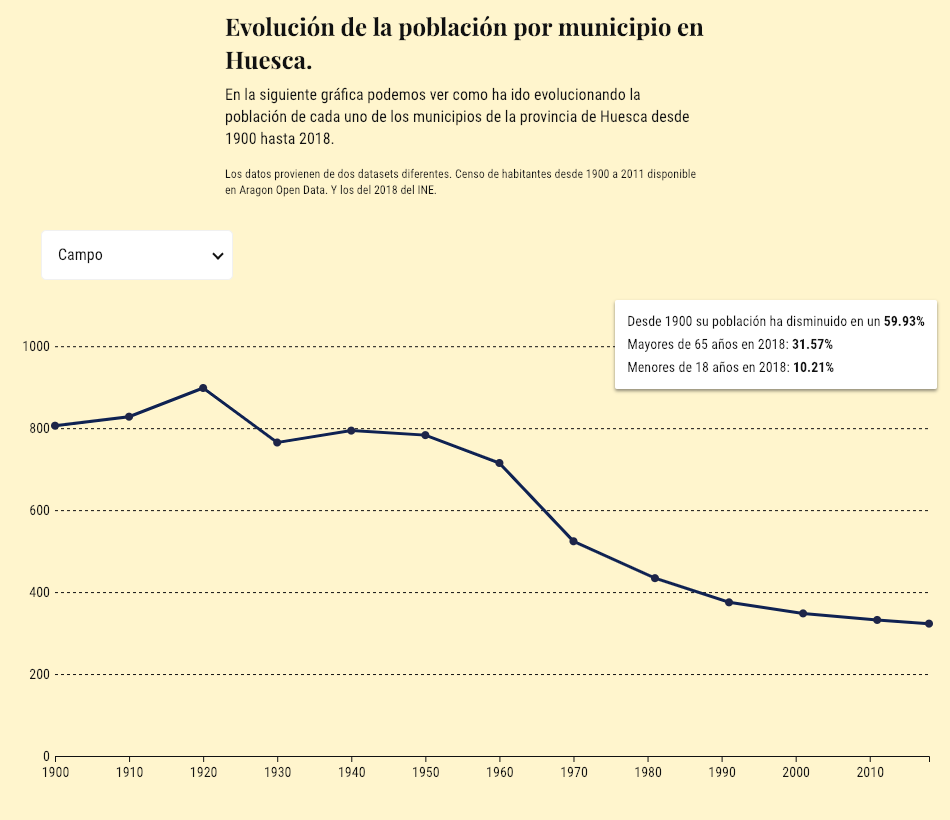 Evolución de la población por municipio en
Huesca.
En la siguiente gráfica podemos ver como ha ido evolucionando la
población de cada uno de los municipios de la provincia de Huesca desde
1900 hasta 2018.
Los datos provienen de dos datasets diferentes. Censo de habitantes desde 1900 a 2011 disponible
en Aragon Open Data. Y los del 2018 del INE.
Campo
Desde 1900 su población ha disminuido en un 59.93%
Mayores de 65 años en 2018: 31.57%
Menores de 18 años en 2018: 10.21%
1000
800
600
400
200
0
1900 1910 1920 1930 1940 1950 1960 1970 1980 1990 2000 2010